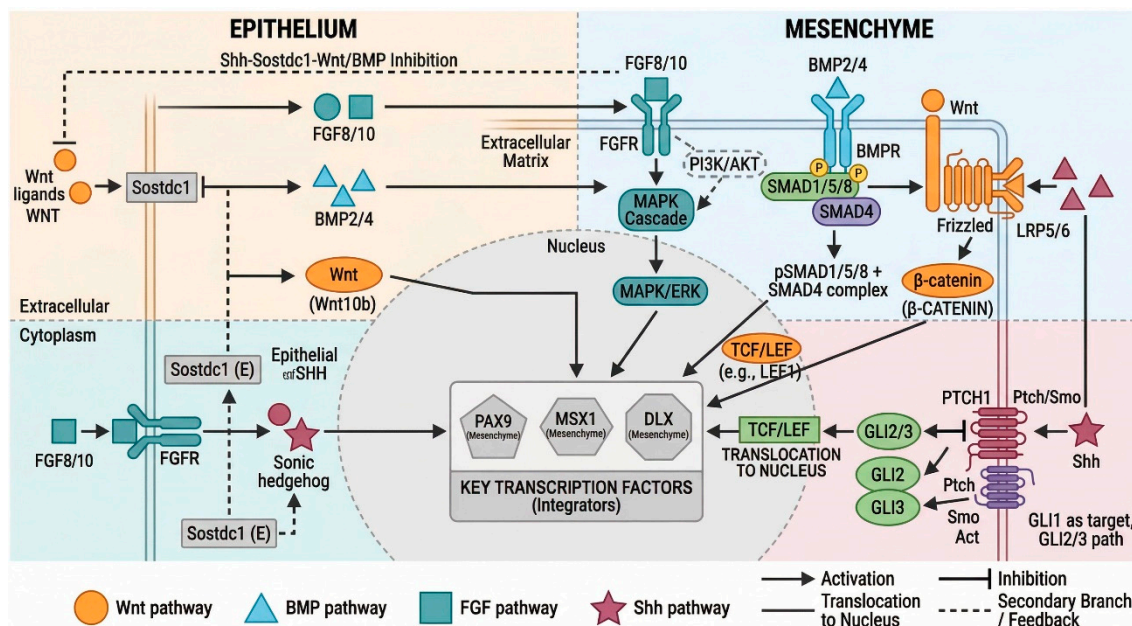 EPITHELIUM
MESENCHYME
Shh-Sostdc1-Wnt/BMP Inhibition
FGF8/10
BMP2/4
FGF8/10
Wnt
Extracellular
Matrix
FGFR
BMPR
P
P
PI3K/AKT
Wnt
ligands
WNT
Sostdc1
BMP2/4
MAPK
Cascade
SMAD1/5/8
SMAD4
Frizzled
LRP5/6
Nucleus
Wnt
(Wnt10b)
MAPK/ERK
pSMAD1/5/8 +
SMAD4 complex
β-catenin
(β-CATENIN)
Extracellular
Cytoplasm
TCF/LEF
(e.g., LEF1)
Sostdc1 (E)
Epithelial
SHH
FGF8/10
FGFR
Sonic
hedgehog
Sostdc1 (E)
PAX9
(Mesenchyme)
MSX1
(Mesenchyme)
DLX
(Mesenchyme)
KEY TRANSCRIPTION FACTORS
(Integrators)
TCF/LEF
TRANSLOCATION
TO NUCLEUS
GLI2/3
GLI2
GLI3
PTCH1
Ptch/Smo
Shh
Ptch
Smo
Act
GLI1 as target,
GLI2/3 path
Wnt pathway
BMP pathway
FGF pathway
Shh pathway
Activation
Inhibition
Translocation
to Nucleus
Secondary Branch
/ Feedback